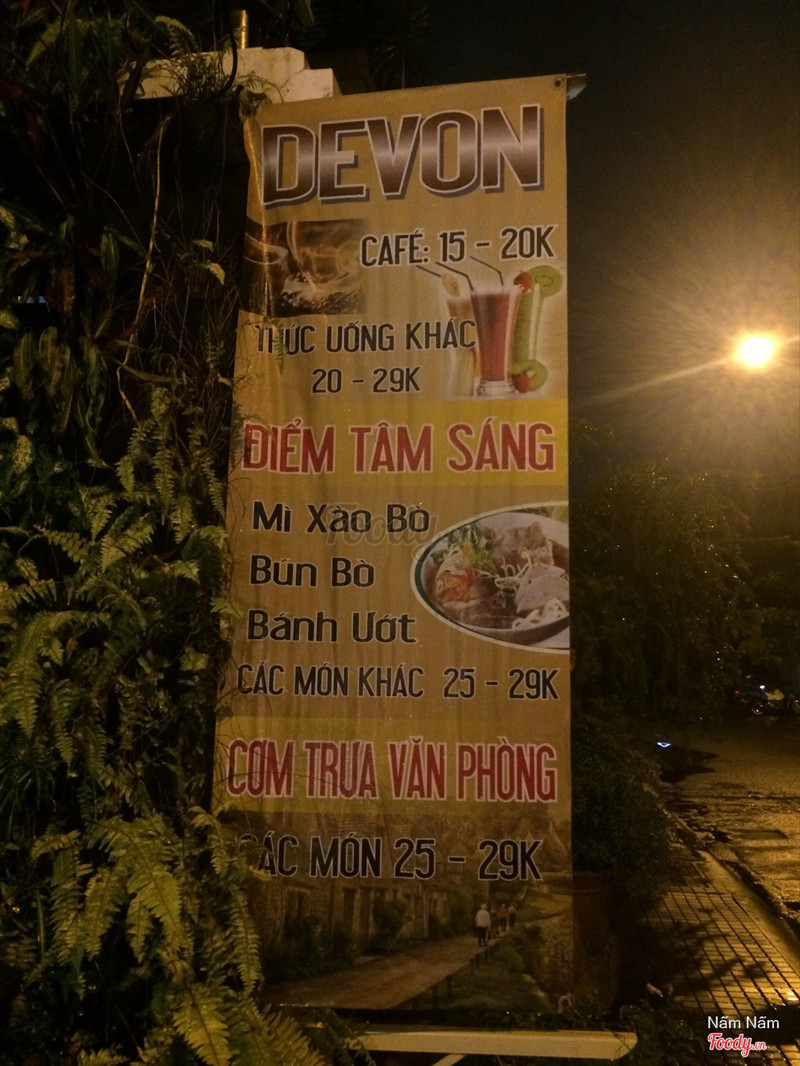 DEVON
CAFÉ: 15 - 20K
THỨC UỐNG KHÁC
20 - 29K
ĐIỂM TÂM SÁNG
Mì Xào Bò
Bún Bò
Bánh Ướt
CÁC MÓN KHÁC 25 - 29K
CƠM TRƯA VĂN PHÒNG
CÁC MÓN 25 - 29K
Foody
Nấm Nấm
Foody.vn